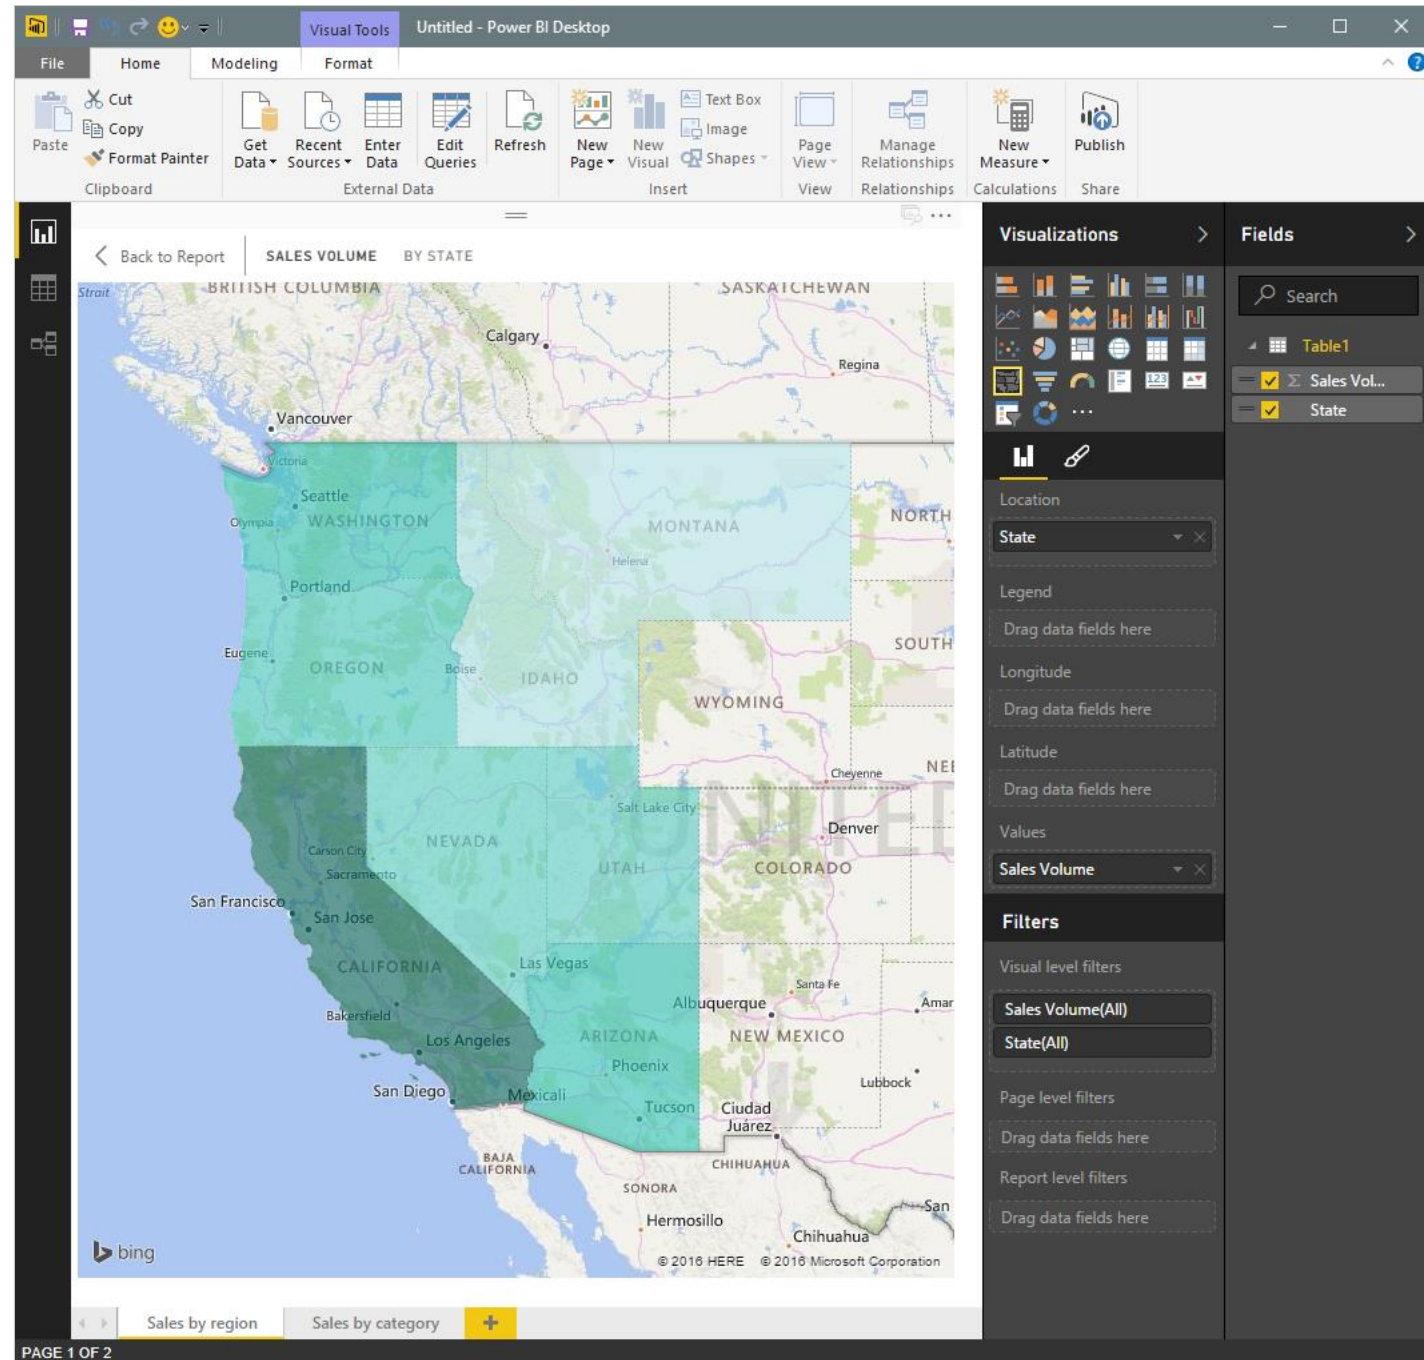 Visual Tools
Untitled - Power BI Desktop
File
Home
Modeling
Format
Paste
Cut
Copy
Format Painter
Get Data
Recent Sources
Enter Data
Edit Queries
Refresh
New Page
New Visual
Text Box
Image
Shapes
Page View
Manage Relationships
New Measure
Publish
Clipboard
External Data
Insert
View
Relationships
Calculations
Share
Back to Report
SALES VOLUME
BY STATE
Strait
BRITISH COLUMBIA
SASKATCHEWAN
Calgary
Regina
Vancouver
Victoria
Seattle
Olympia
WASHINGTON
MONTANA
NORTH
Helena
Portland
Eugene
OREGON
Boise
IDAHO
SOUTH
WYOMING
Cheyenne
NEE
Salt Lake City
UNITED
Denver
NEVADA
UTAH
COLORADO
Carson City
Sacramento
San Francisco
San Jose
CALIFORNIA
Las Vegas
Santa Fe
Albuquerque
Amar
Bakersfield
Los Angeles
ARIZONA
NEW MEXICO
Phoenix
San Diego
Mexicali
Tucson
Lubbock
Ciudad Juárez
BAJA CALIFORNIA
CHIHUAHUA
SONORA
Hermosillo
San
Chihuahua
bing
© 2016 HERE © 2016 Microsoft Corporation
Visualizations
123
Location
State
Legend
Drag data fields here
Longitude
Drag data fields here
Latitude
Drag data fields here
Values
Sales Volume
Filters
Visual level filters
Sales Volume(All)
State(All)
Page level filters
Drag data fields here
Report level filters
Drag data fields here
Fields
Search
Table1
Σ Sales Vol...
State
Sales by region
Sales by category
+
PAGE 1 OF 2